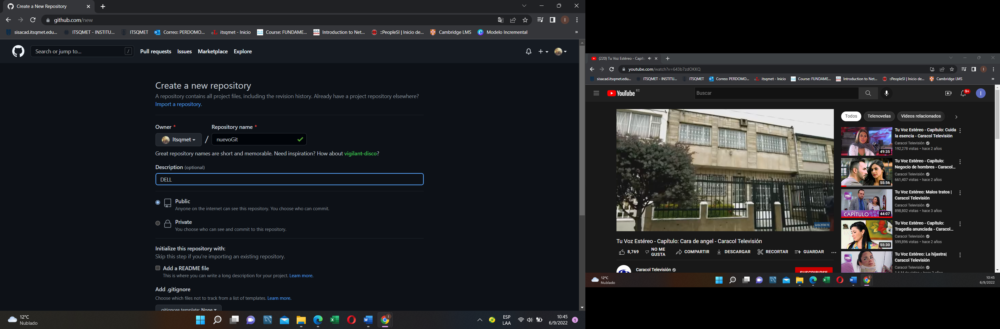 Create a New Repository
github.com/new
sisacad.itsqmet.edu... ITSQMET - INSTITU... ITSQMET Correo: PERDOMO... itsqmet - Inicio Course: FUNDAME... Introduction to Net... ::PeopleSI | Inicio de... Cambridge LMS Modelo Incremental »
Search or jump to... / Pull requests Issues Marketplace Explore
Create a new repository
A repository contains all project files, including the revision history. Already have a project repository elsewhere?
Import a repository.
Owner * Repository name *
Itsqmet / nuevoGit
Great repository names are short and memorable. Need inspiration? How about vigilant-disco?
Description (optional)
DELL
Public
Anyone on the internet can see this repository. You choose who can commit.
Private
You choose who can see and commit to this repository.
Initialize this repository with:
Skip this step if you're importing an existing repository.
Add a README file
This is where you can write a long description for your project. Learn more.
Add .gitignore
Choose which files not to track from a list of templates. Learn more.
.gitignore template: None
12°C
Nublado
ESP
LAA
10:45
6/9/2022
1
(220) Tu Voz Estéreo - Capítu
youtube.com/watch?v=643b7zdOKKQ
sisacad.itsqmet.edu... ITSQMET - INSTITU... ITSQMET Correo: PERDOMO... itsqmet - Inicio Course: FUNDAME... Introduction to Net... ::PeopleSI | Inicio de... Cambridge LMS »
YouTube EC
Buscar
9+
I
SUSCRÍBETE
Tu Voz Estéreo - Capítulo: Cara de angel - Caracol Televisión
8,769 NO ME GUSTA COMPARTIR DESCARGAR RECORTAR GUARDAR ...
Caracol Televisión
SUSCRIBIRSE
Todos Telenovelas Videos relacionados
49:35
Tu Voz Estéreo - Capítulo: Cuida
la esencia - Caracol Televisión
Caracol Televisión
192,278 vistas • hace 2 años
55:56
Tu Voz Estéreo - Capítulo:
Negocio de hombres - Caracol...
Caracol Televisión
661,407 vistas • hace 2 años
VOZ
CAPÍTULO
44:07
Tu Voz Estéreo: Malos tratos |
Caracol Televisión
Caracol Televisión
898,802 vistas • hace 3 años
55:30
Tu Voz Estéreo - Capítulo:
Tragedia anunciada - Caracol...
Caracol Televisión
599,896 vistas • hace 2 años
VOZ
Tu Voz Estéreo: La hijastra|
Caracol Televisión
Caracol Televisión
1.6 M de vistas • hace 3 años
12°C
Nublado
10:45
6/9/2022